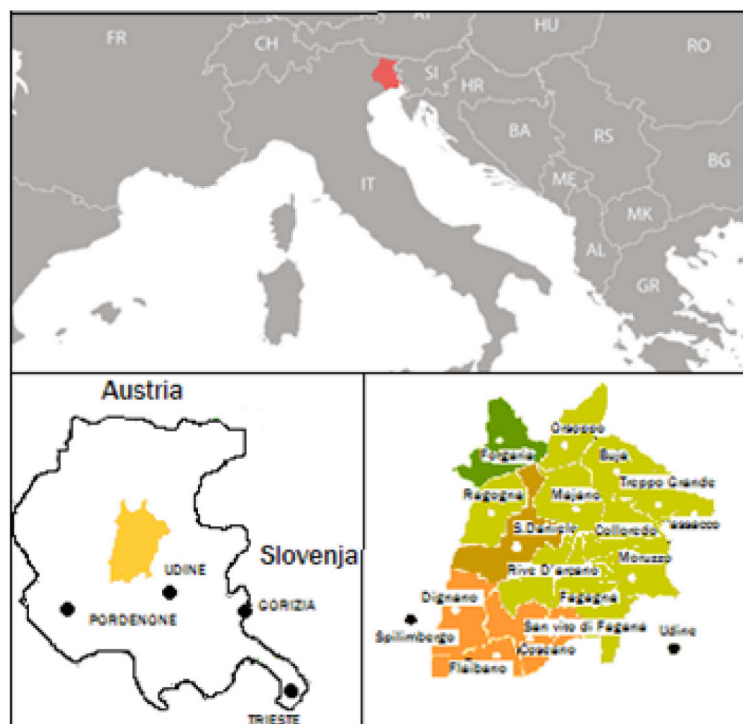 FR
CH
AT
HU
RO
SI
HR
BA
RS
IT
ME
BG
MK
AL
GR
Austria
Slovenja
UDINE
PORDENONE
GORIZIA
TRIESTE
Forgaria
Buja
Treppo Grande
Ragogna
Majano
S.Daniele
Colloredo
Moruzzo
Rive D'arcano
Fagagna
Dignano
San vito di Fagana
Spilimbergo
Udine
Coseano
Flaibano